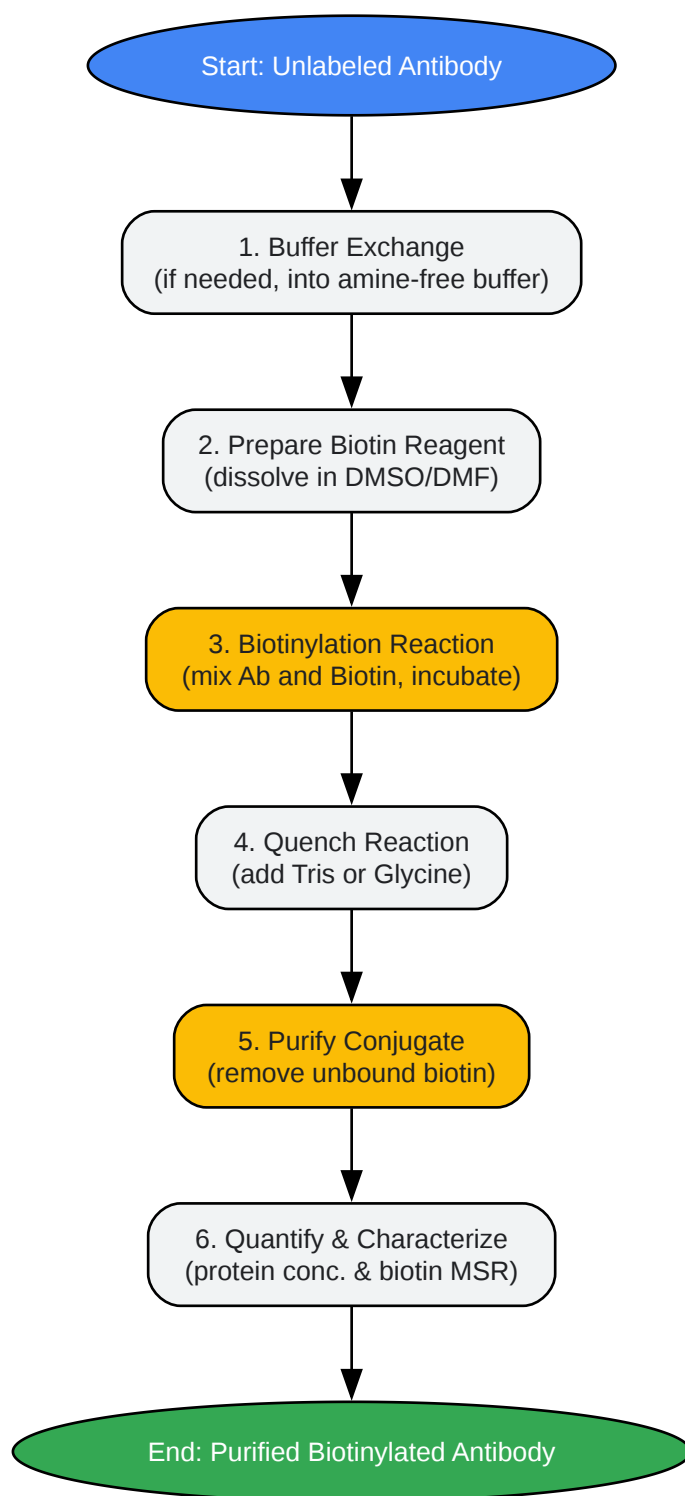 Start: Unlabeled Antibody
1. Buffer Exchange
(if needed, into amine-free buffer)
2. Prepare Biotin Reagent
(dissolve in DMSO/DMF)
3. Biotinylation Reaction
(mix Ab and Biotin, incubate)
4. Quench Reaction
(add Tris or Glycine)
5. Purify Conjugate
(remove unbound biotin)
6. Quantify & Characterize
(protein conc. & biotin MSR)
End: Purified Biotinylated Antibody